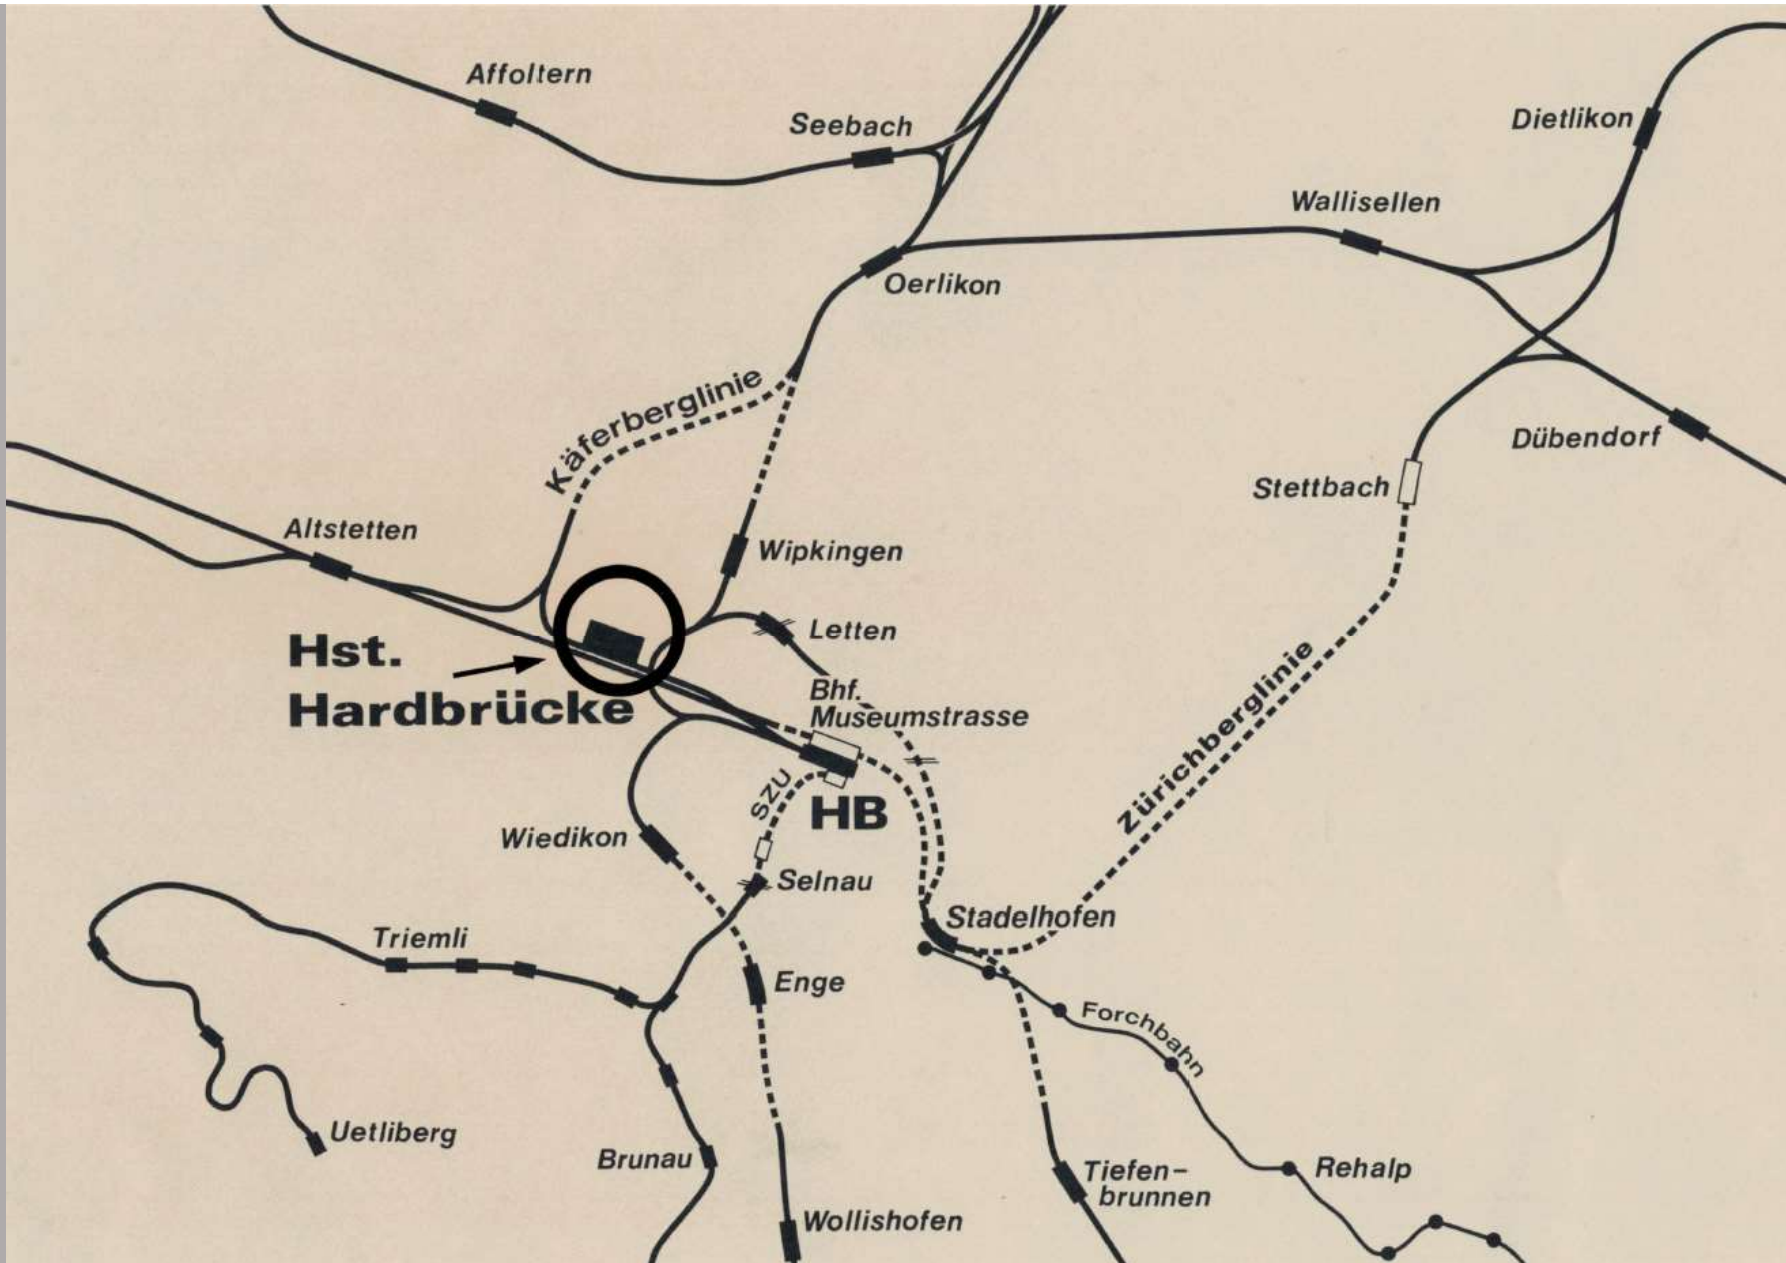 Affoltern
Seebach
Dietlikon
Wallisellen
Oerlikon
Käferberglinie
Dübendorf
Stettbach
Altstetten
Wipkingen
Letten
Hst.
Hardbrücke
Bhf.
Museumstrasse
Zürichberglinie
SZU
HB
Wiedikon
Selnau
Stadelhofen
Triemli
Enge
Forchbahn
Uetliberg
Brunau
Tiefen-
brunnen
Rehalp
Wollishofen